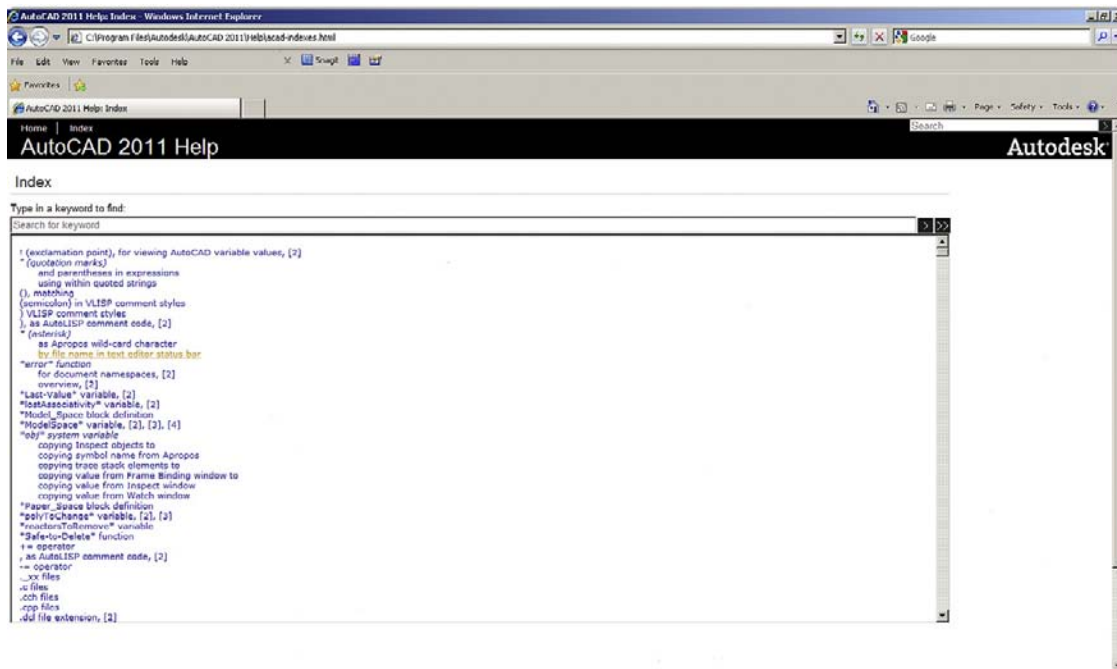 AutoCAD 2011 Help: Index - Windows Internet Explorer
C:\Program Files\Autodesk\AutoCAD 2011\Help\acad-indexes.html
Google
File Edit View Favorites Tools Help
X SnagIt
Favorites
AutoCAD 2011 Help: Index
Page Safety Tools
Home | Index
Search
AutoCAD 2011 Help
Autodesk
Index
Type in a keyword to find:
Search for keyword
! (exclamation point), for viewing AutoCAD variable values, [2]
" (quotation marks)
and parentheses in expressions
using within quoted strings
(), matching
(semicolon) in VLISP comment styles
) VLISP comment styles
), as AutoLISP comment code, [2]
* (asterisk)
as Apropos wild-card character
by file name in text editor status bar
*error* function
for document namespaces, [2]
overview, [2]
*Last-Value* variable, [2]
*lostAssociativity* variable, [2]
*Model_Space block definition
*ModelSpace* variable, [2], [3], [4]
*obj* system variable
copying Inspect objects to
copying symbol name from Apropos
copying trace stack elements to
copying value from Frame Binding window to
copying value from Inspect window
copying value from Watch window
*Paper_Space block definition
*polyToChange* variable, [2], [3]
*reactorsToRemove* variable
*Safe-to-Delete* function
+= operator
, as AutoLISP comment code, [2]
-= operator
._xx files
.c files
.cch files
.cpp files
.dcl file extension, [2]